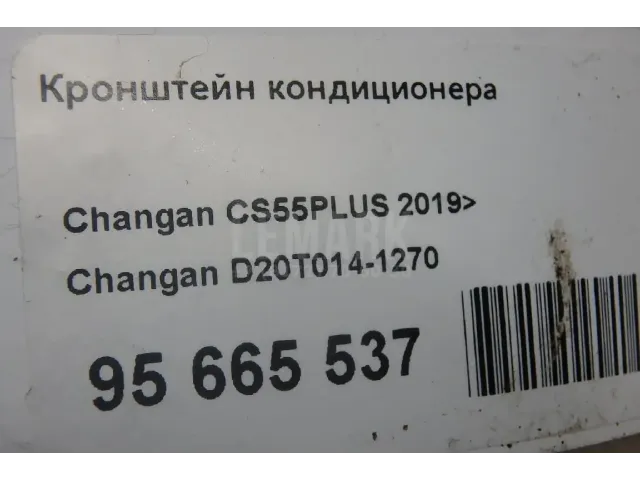 Кронштейн кондиционера
Changan CS55PLUS 2019>
LEMARK
Changan D20T014-1270
95 665 537